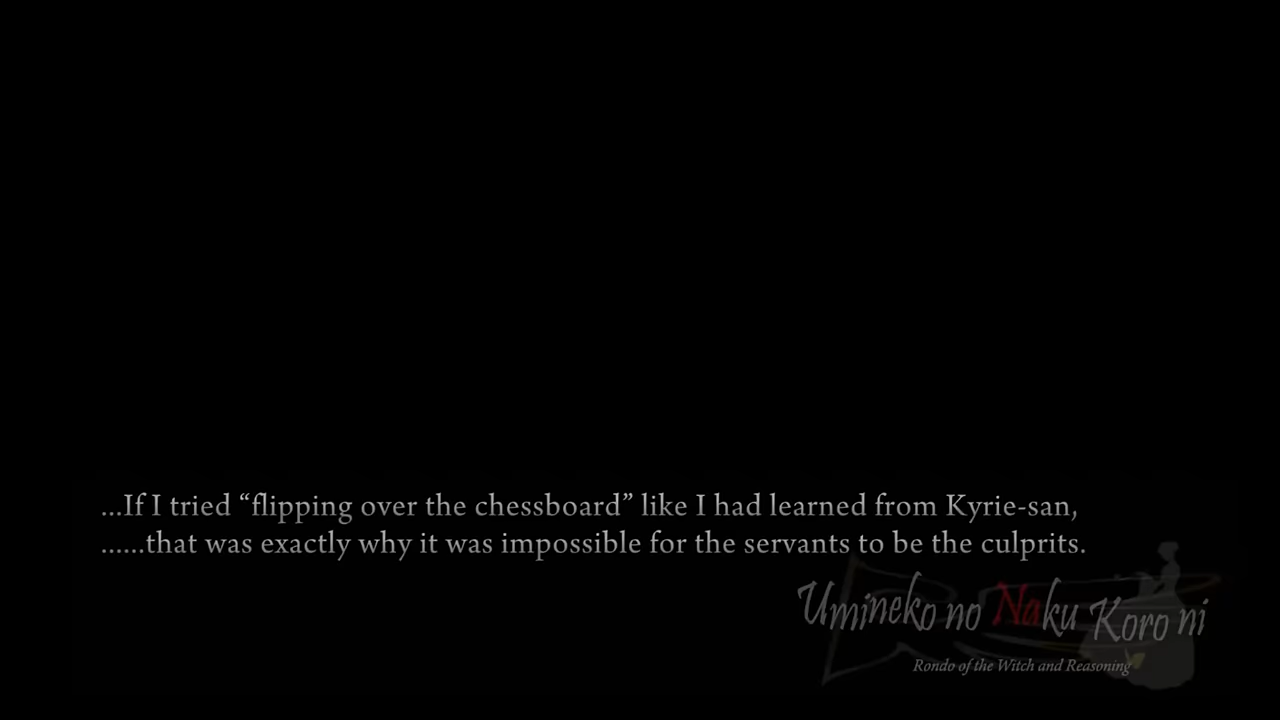 ...If I tried “flipping over the chessboard” like I had learned from Kyrie-san,
......that was exactly why it was impossible for the servants to be the culprits.
Umineko no Naku Koro ni
Rondo of the Witch and Reasoning